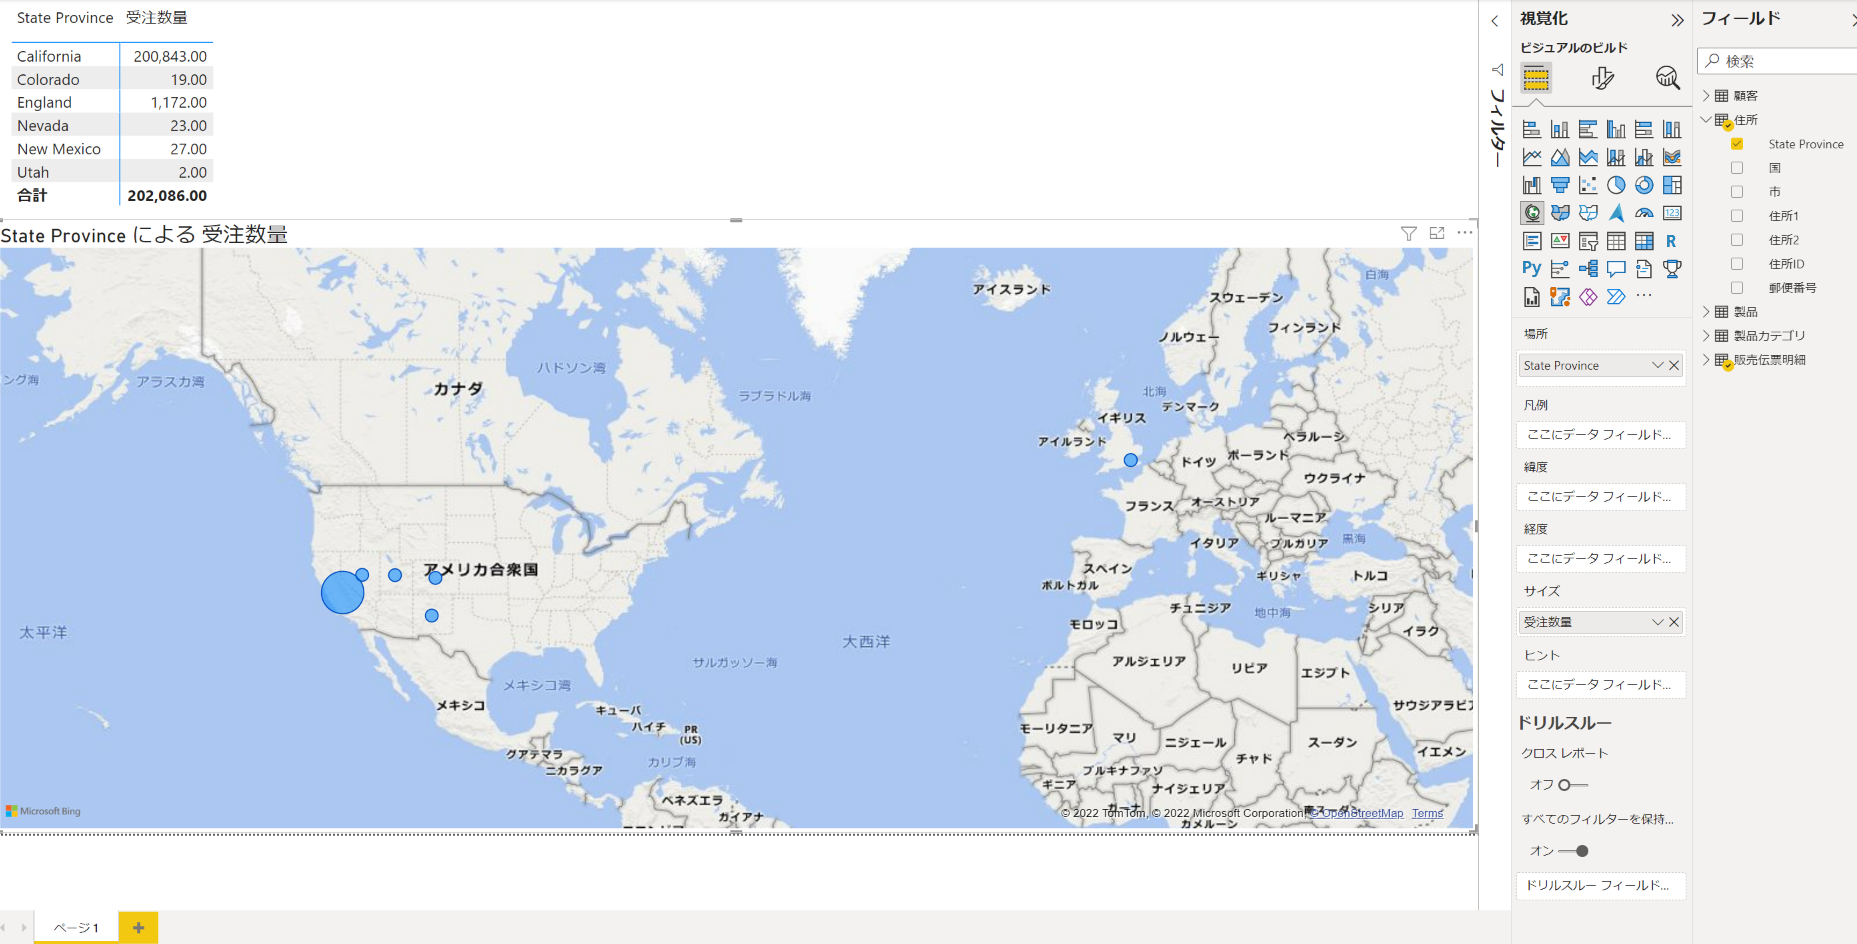 State Province 受注数量
California 200,843.00
Colorado 19.00
England 1,172.00
Nevada 23.00
New Mexico 27.00
Utah 2.00
合計 202,086.00
State Province による 受注数量
アイスランド
白海
スウェーデン
フィンランド
ノルウェー
ング海
アラスカ湾
ハドソン湾
カナダ
ラブラドル海
北海
デンマーク
イギリス
アイルランド
ベラルーシ
ドイツ
ポーランド
ウクライナ
フランス
オーストリア
ルーマニア
イタリア
ブルガリア
黒海
アメリカ合衆国
スペイン
ポルトガル
ギリシャ
トルコ
チュニジア
地中海
シリア
モロッコ
イラク
太平洋
大西洋
サルガッソー海
アルジェリア
リビア
エジプト
メキシコ湾
メキシコ
キューバ
ハイチ
PR
(US)
サウジアラビア
モーリタニア
マリ
ニジェール
スーダン
グアテマラ
ニカラグア
カリブ海
チャド
イエメン
ブルキナファソ
ギニア
ナイジェリア
ベネズエラ
ガイアナ
ガーナ
南スーダン
カメルーン
Microsoft Bing
© 2022 TomTom, © 2022 Microsoft Corporation, © OpenStreetMap Terms
ページ 1
フィルター
視覚化
ビジュアルのビルド
123
R
Py
場所
State Province
凡例
ここにデータ フィールド...
緯度
ここにデータ フィールド...
経度
ここにデータ フィールド...
サイズ
受注数量
ヒント
ここにデータ フィールド...
ドリルスルー
クロス レポート
オフ
すべてのフィルターを保持...
オン
ドリルスルー フィールド...
フィールド
検索
顧客
住所
State Province
国
市
住所1
住所2
住所ID
郵便番号
製品
製品カテゴリ
販売伝票明細